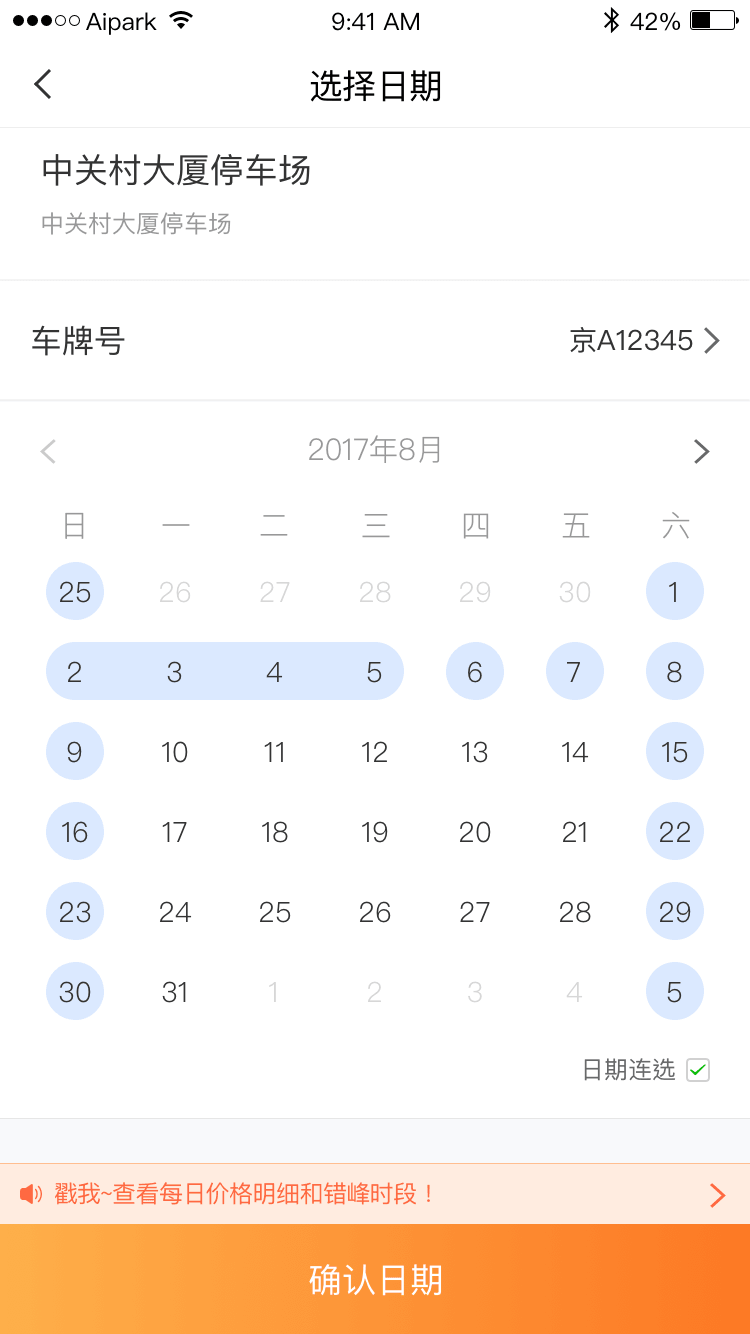 Aipark 9:41 AM 42%
选择日期
中关村大厦停车场
中关村大厦停车场
车牌号 京A12345
2017年8月
日 一 二 三 四 五 六
25 26 27 28 29 30 1
2 3 4 5 6 7 8
9 10 11 12 13 14 15
16 17 18 19 20 21 22
23 24 25 26 27 28 29
30 31 1 2 3 4 5
日期连选
戳我~查看每日价格明细和错峰时段！
确认日期